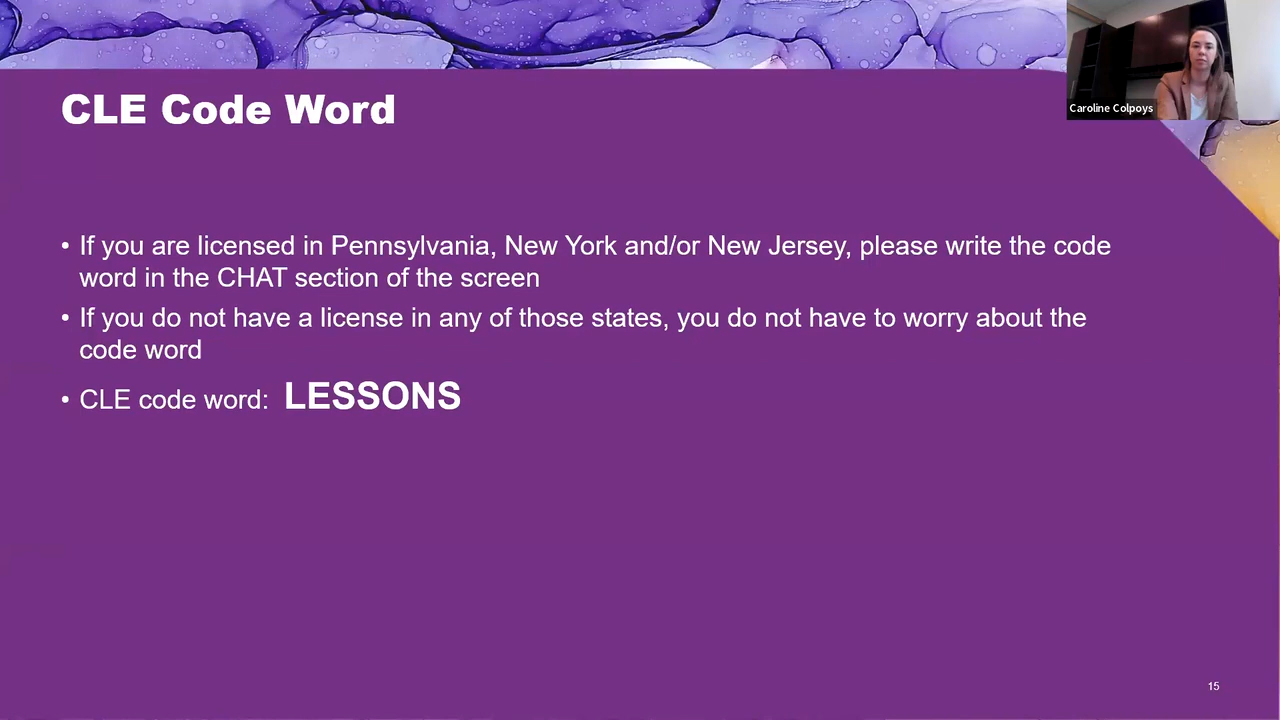 Caroline Colpoys
CLE Code Word
• If you are licensed in Pennsylvania, New York and/or New Jersey, please write the code
word in the CHAT section of the screen
• If you do not have a license in any of those states, you do not have to worry about the
code word
• CLE code word: LESSONS
15